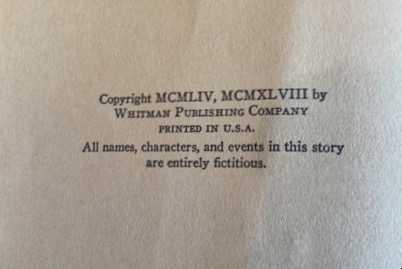 Copyright MCMLIV, MCMXLVIII by
WHITMAN PUBLISHING COMPANY
PRINTED IN U.S.A.
All names, characters, and events in this story
are entirely fictitious.